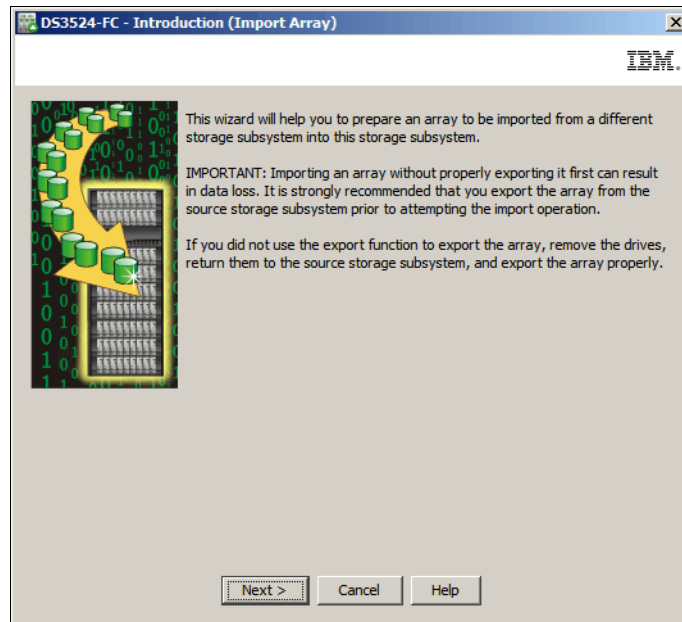 DS3524-FC - Introduction (Import Array)
IBM.
This wizard will help you to prepare an array to be imported from a different
storage subsystem into this storage subsystem.
IMPORTANT: Importing an array without properly exporting it first can result
in data loss. It is strongly recommended that you export the array from the
source storage subsystem prior to attempting the import operation.
If you did not use the export function to export the array, remove the drives,
return them to the source storage subsystem, and export the array properly.
Next >
Cancel
Help